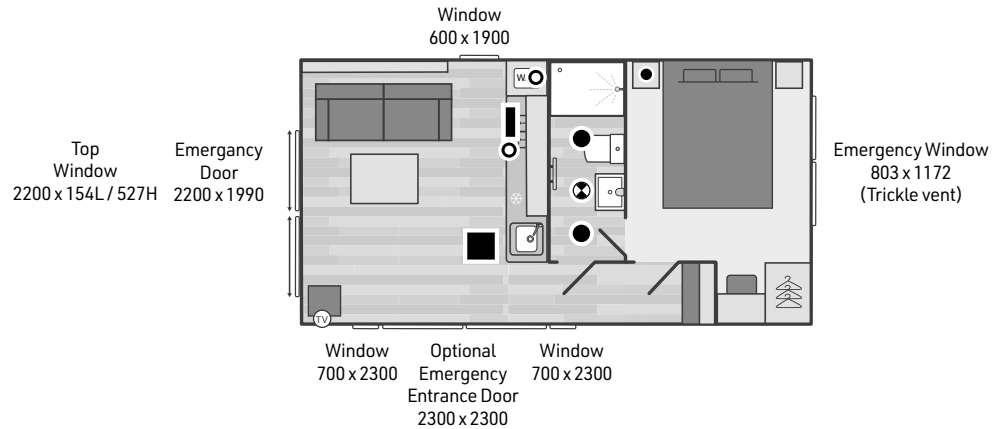 Window
600 x 1900
Top
Window
2200 x 154L / 527H
Emergancy
Door
2200 x 1990
W.
Emergency Window
803 x 1172
(Trickle vent)
TV
Window
700 x 2300
Optional
Emergency
Entrance Door
2300 x 2300
Window
700 x 2300